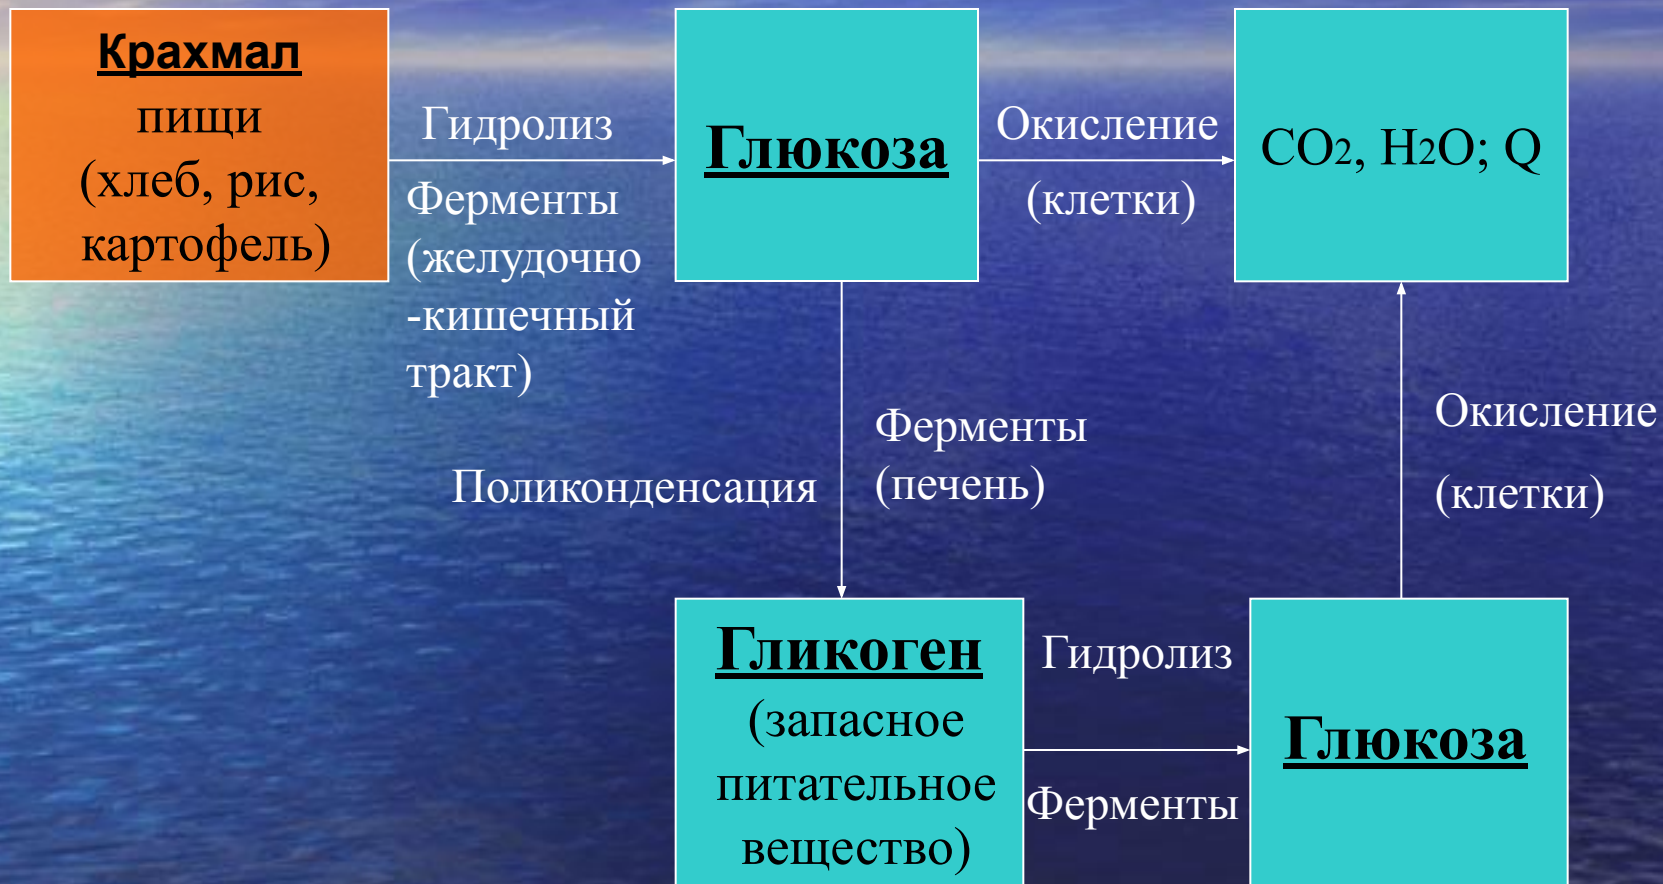 Крахмал
пищи
(хлеб, рис,
картофель)
Гидролиз
Ферменты
(желудочно
-кишечный
тракт)
Глюкоза
Окисление
(клетки)
CO2, H2O; Q
Поликонденсация
Ферменты
(печень)
Окисление
(клетки)
Гликоген
(запасное
питательное
вещество)
Гидролиз
Ферменты
Глюкоза